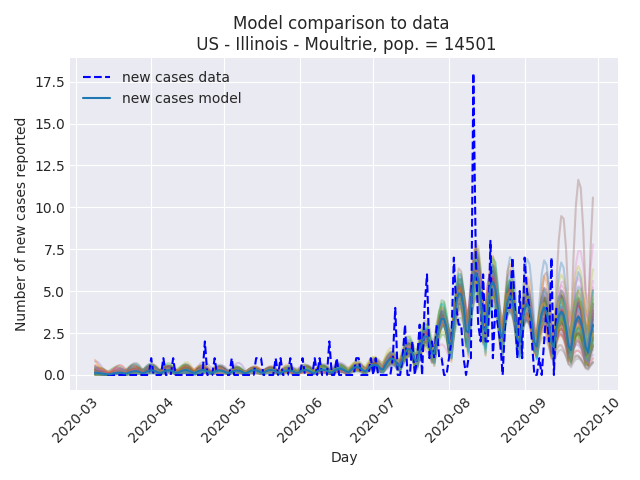 Model comparison to data
US - Illinois - Moultrie, pop. = 14501
new cases data
new cases model
Number of new cases reported
17.5
15.0
12.5
10.0
7.5
5.0
2.5
0.0
2020-03
2020-04
2020-05
2020-06
2020-07
2020-08
2020-09
2020-10
Day